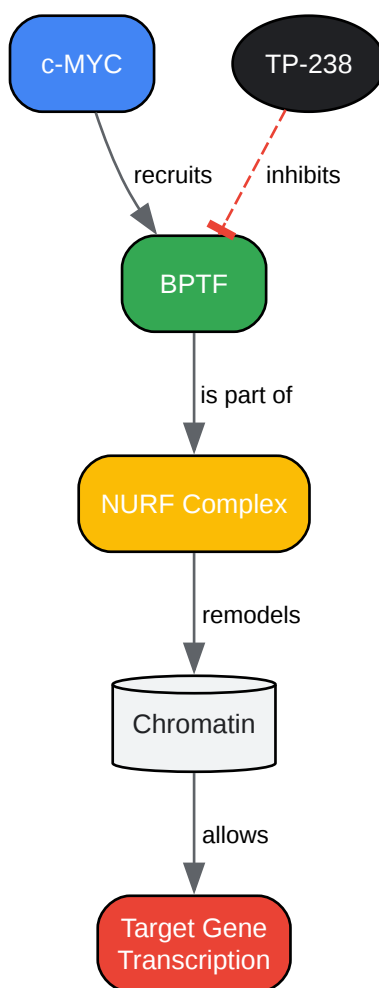 c-MYC
TP-238
recruits
inhibits
BPTF
is part of
NURF Complex
remodels
Chromatin
allows
Target Gene
Transcription